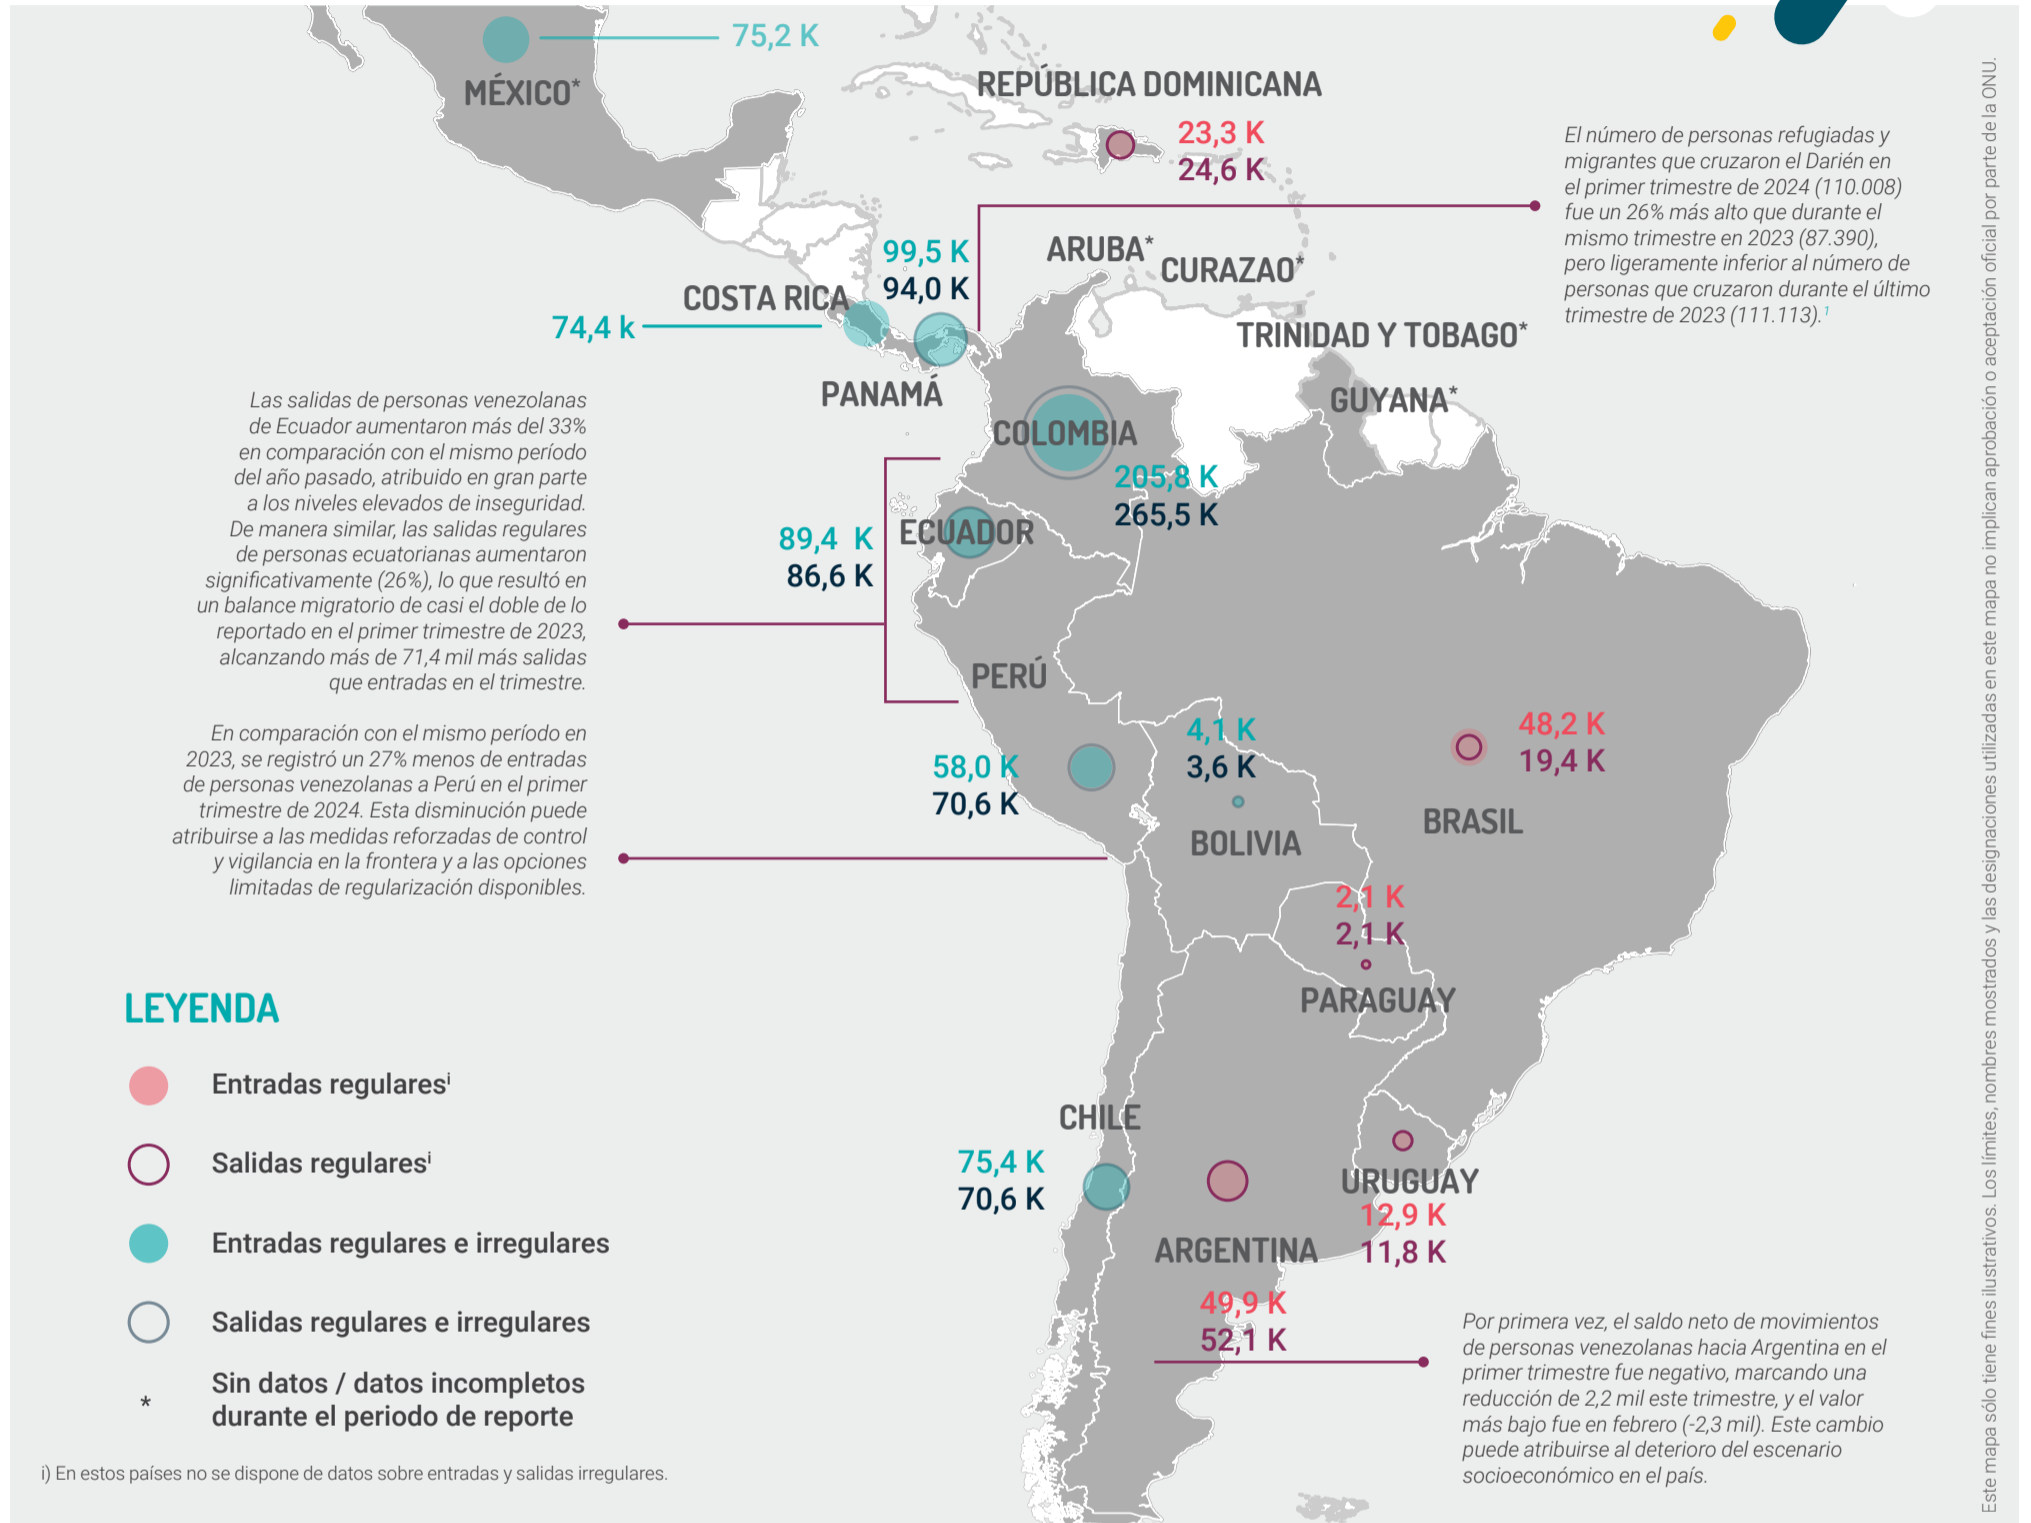 75,2 K
MÉXICO*
REPÚBLICA DOMINICANA
23,3 K
24,6 K
El número de personas refugiadas y
migrantes que cruzaron el Darién en
el primer trimestre de 2024 (110.008)
fue un 26% más alto que durante el
mismo trimestre en 2023 (87.390),
pero ligeramente inferior al número de
personas que cruzaron durante el último
trimestre de 2023 (111.113).¹
99,5 K
94,0 K
ARUBA*
CURAZAO*
COSTA RICA
74,4 k
TRINIDAD Y TOBAGO*
PANAMÁ
GUYANA*
COLOMBIA
205,8 K
265,5 K
Las salidas de personas venezolanas
de Ecuador aumentaron más del 33%
en comparación con el mismo período
del año pasado, atribuido en gran parte
a los niveles elevados de inseguridad.
De manera similar, las salidas regulares
de personas ecuatorianas aumentaron
significativamente (26%), lo que resultó en
un balance migratorio de casi el doble de lo
reportado en el primer trimestre de 2023,
alcanzando más de 71,4 mil más salidas
que entradas en el trimestre.
ECUADOR
89,4 K
86,6 K
PERÚ
En comparación con el mismo período en
2023, se registró un 27% menos de entradas
de personas venezolanas a Perú en el primer
trimestre de 2024. Esta disminución puede
atribuirse a las medidas reforzadas de control
y vigilancia en la frontera y a las opciones
limitadas de regularización disponibles.
58,0 K
70,6 K
4,1 K
3,6 K
BOLIVIA
48,2 K
19,4 K
BRASIL
2,1 K
2,1 K
PARAGUAY
LEYENDA
Entradas regularesⁱ
Salidas regularesⁱ
Entradas regulares e irregulares
Salidas regulares e irregulares
* Sin datos / datos incompletos
durante el periodo de reporte
i) En estos países no se dispone de datos sobre entradas y salidas irregulares.
CHILE
75,4 K
70,6 K
URUGUAY
12,9 K
11,8 K
ARGENTINA
49,9 K
52,1 K
Por primera vez, el saldo neto de movimientos
de personas venezolanas hacia Argentina en el
primer trimestre fue negativo, marcando una
reducción de 2,2 mil este trimestre, y el valor
más bajo fue en febrero (-2,3 mil). Este cambio
puede atribuirse al deterioro del escenario
socioeconómico en el país.
Este mapa sólo tiene fines ilustrativos. Los límites, nombres mostrados y las designaciones utilizadas en este mapa no implican aprobación o aceptación oficial por parte de la ONU.